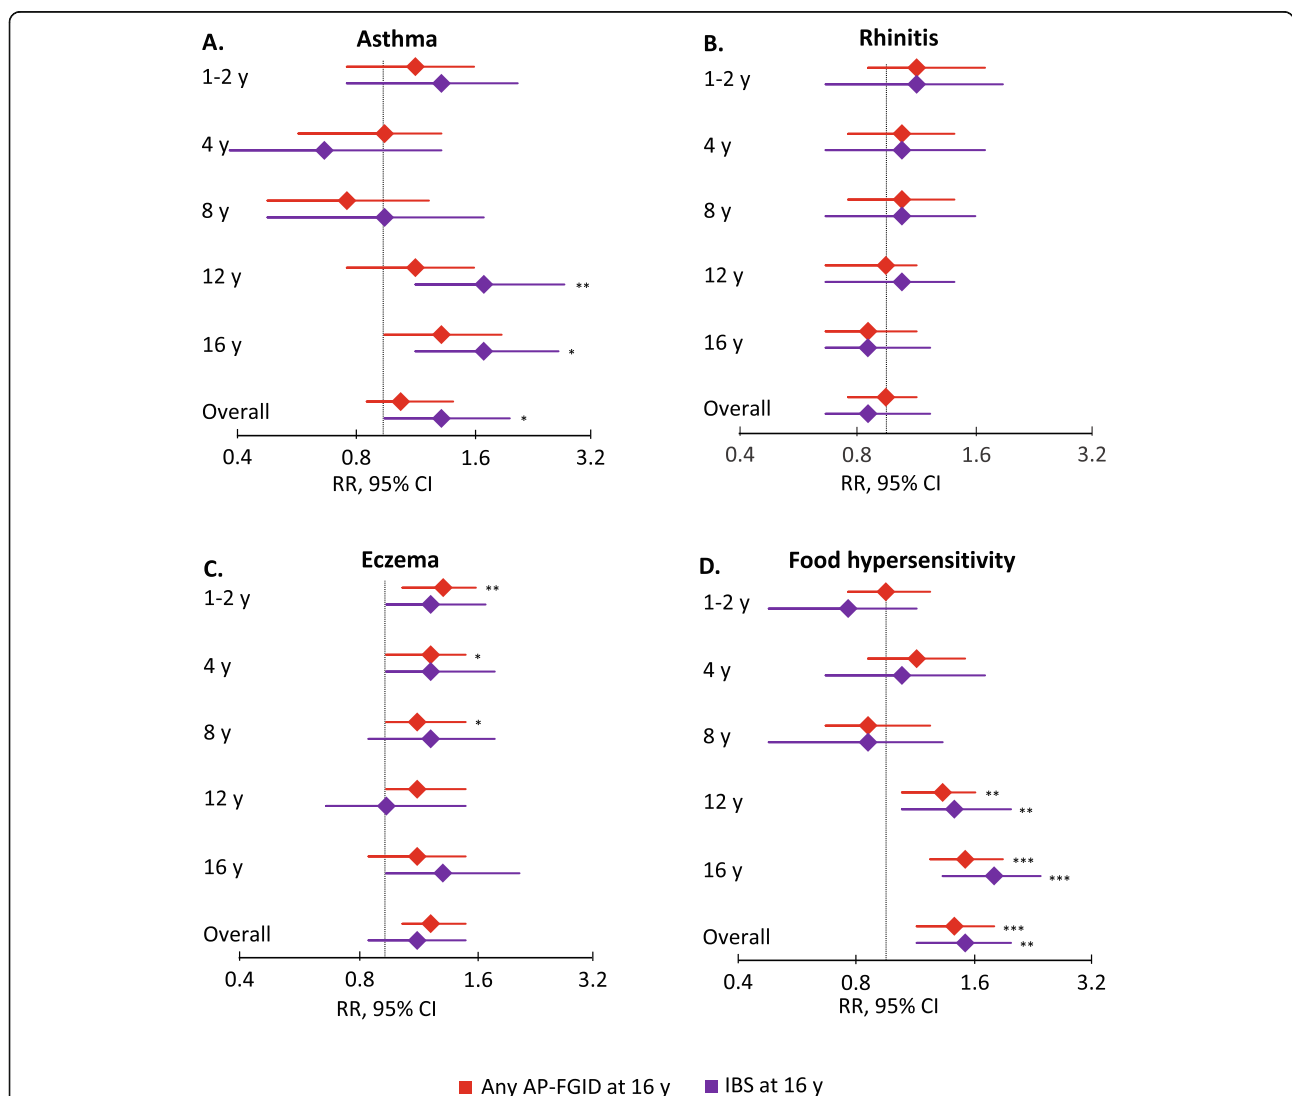 A. Asthma
1-2 y
4 y
8 y
12 y
**
16 y
*
Overall
*
0.4 0.8 1.6 3.2
RR, 95% CI
B. Rhinitis
1-2 y
4 y
8 y
12 y
16 y
Overall
0.4 0.8 1.6 3.2
RR, 95% CI
C. Eczema
1-2 y
**
4 y
*
8 y
*
12 y
16 y
Overall
0.4 0.8 1.6 3.2
RR, 95% CI
D. Food hypersensitivity
1-2 y
4 y
8 y
12 y
**
**
16 y
***
***
Overall
***
**
0.4 0.8 1.6 3.2
RR, 95% CI
Any AP-FGID at 16 y IBS at 16 y